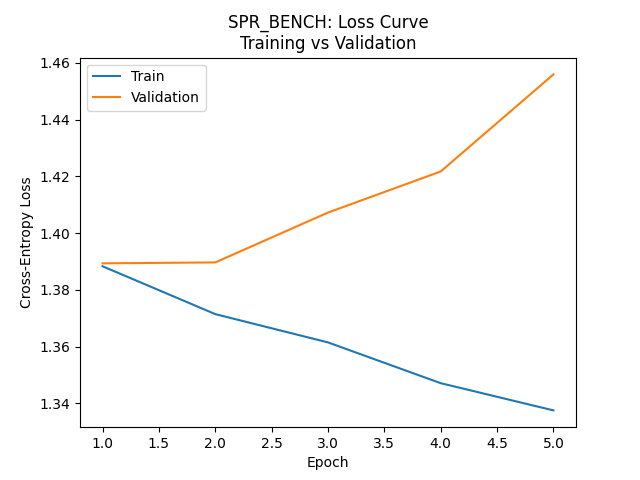 SPR_BENCH: Loss Curve
Training vs Validation
Train
Validation
Cross-Entropy Loss
1.46
1.44
1.42
1.40
1.38
1.36
1.34
1.0
1.5
2.0
2.5
3.0
3.5
4.0
4.5
5.0
Epoch